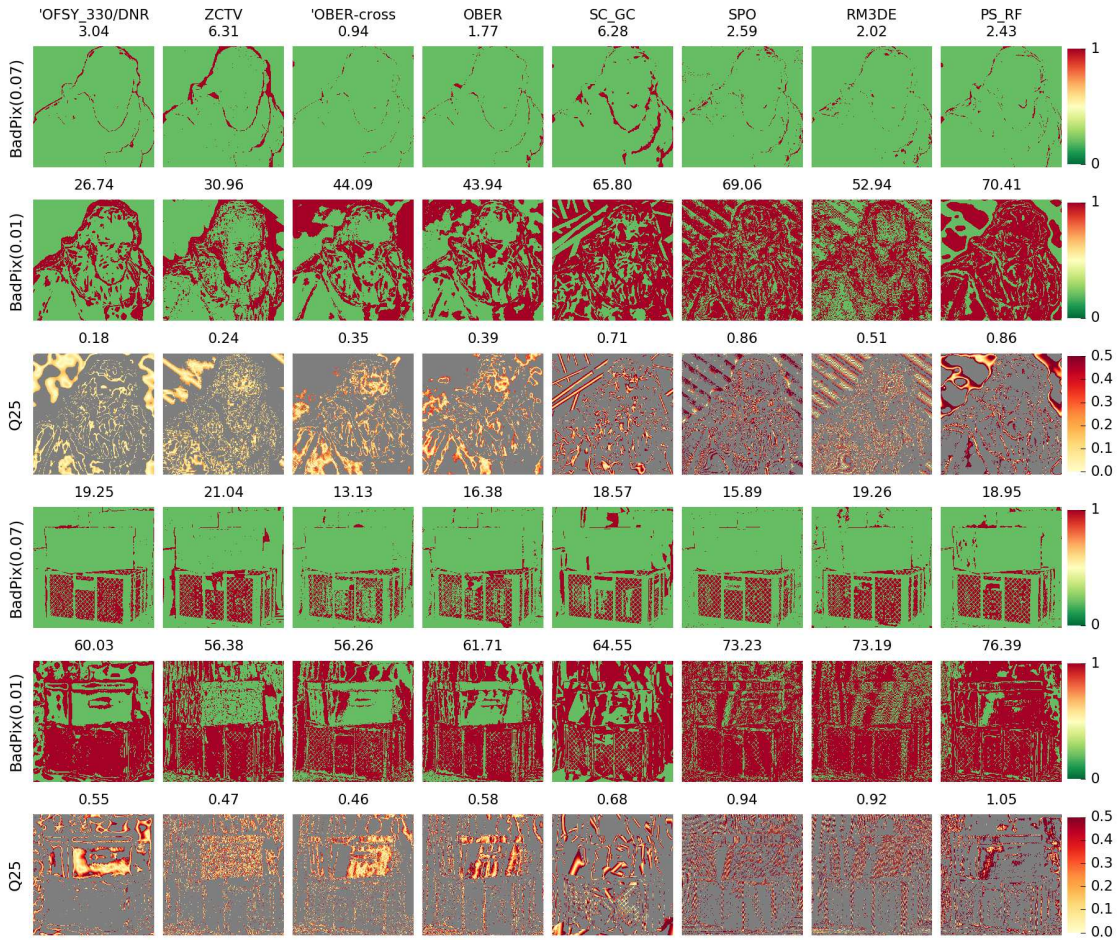 'OFSY_330/DNR ZCTV 'OBER-cross OBER SC_GC SPO RM3DE PS_RF
3.04 6.31 0.94 1.77 6.28 2.59 2.02 2.43
BadPix(0.07)
1
0
26.74 30.96 44.09 43.94 65.80 69.06 52.94 70.41
BadPix(0.01)
1
0
0.18 0.24 0.35 0.39 0.71 0.86 0.51 0.86
Q25
0.5
0.4
0.3
0.2
0.1
0.0
19.25 21.04 13.13 16.38 18.57 15.89 19.26 18.95
BadPix(0.07)
1
0
60.03 56.38 56.26 61.71 64.55 73.23 73.19 76.39
BadPix(0.01)
1
0
0.55 0.47 0.46 0.58 0.68 0.94 0.92 1.05
Q25
0.5
0.4
0.3
0.2
0.1
0.0